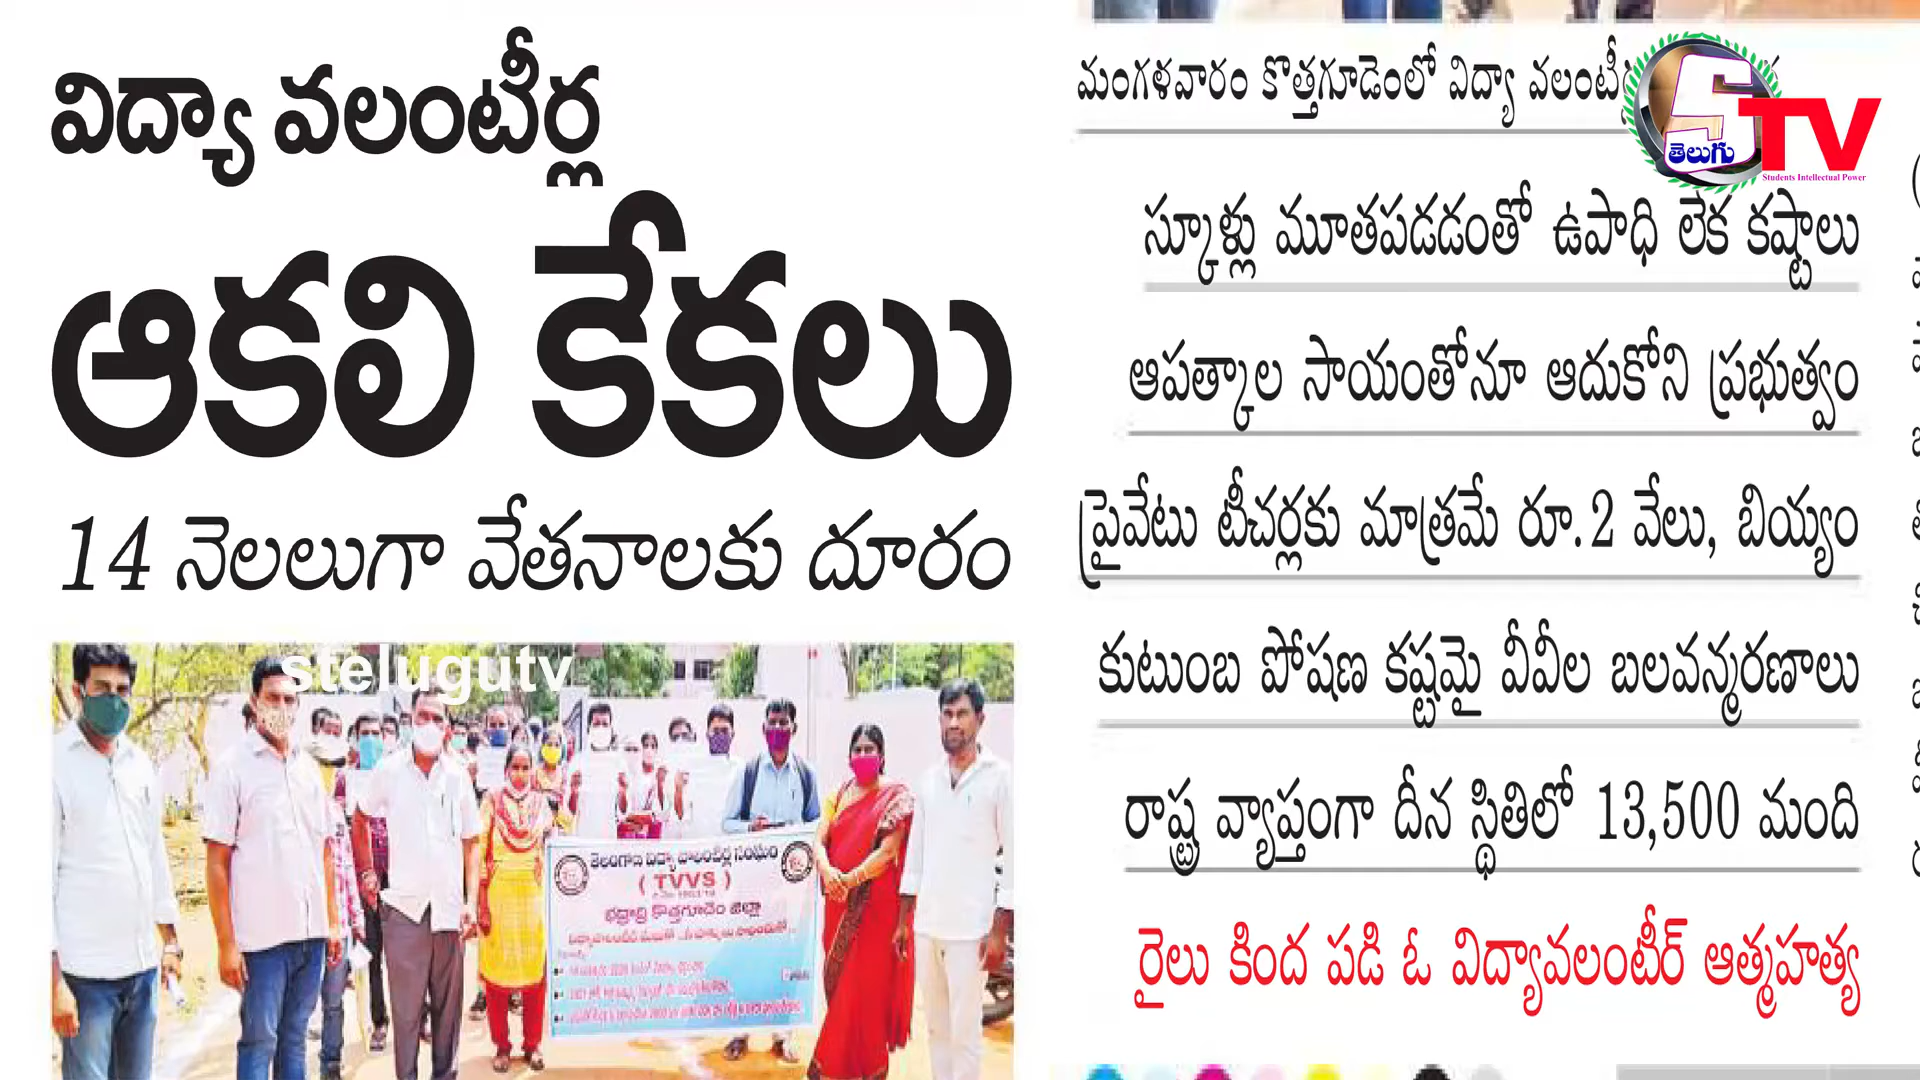 విద్యా వలంటీర్ల
ఆకలి కేకలు
14 నెలలుగా వేతనాలకు దూరం
stelugutv
తెలంగాణ విద్యా వాలంటీర్ల సంఘం
( TVVS )
భద్రాద్రి కొత్తగూడెం జిల్లా
మంగళవారం కొత్తగూడెంలో విద్యా
S TV
తెలుగు
Students Intellectual Power
స్కూళ్లు మూతపడడంతో ఉపాధి లేక కష్టాలు
ఆపత్కాల సాయంతోనూ ఆదుకోని ప్రభుత్వం
ప్రైవేటు టీచర్లకు మాత్రమే రూ.2 వేలు, బియ్యం
కుటుంబ పోషణ కష్టమై వీవీల బలవన్మరణాలు
రాష్ట్ర వ్యాప్తంగా దీన స్థితిలో 13,500 మంది
రైలు కింద పడి ఓ విద్యావలంటీర్ ఆత్మహత్య